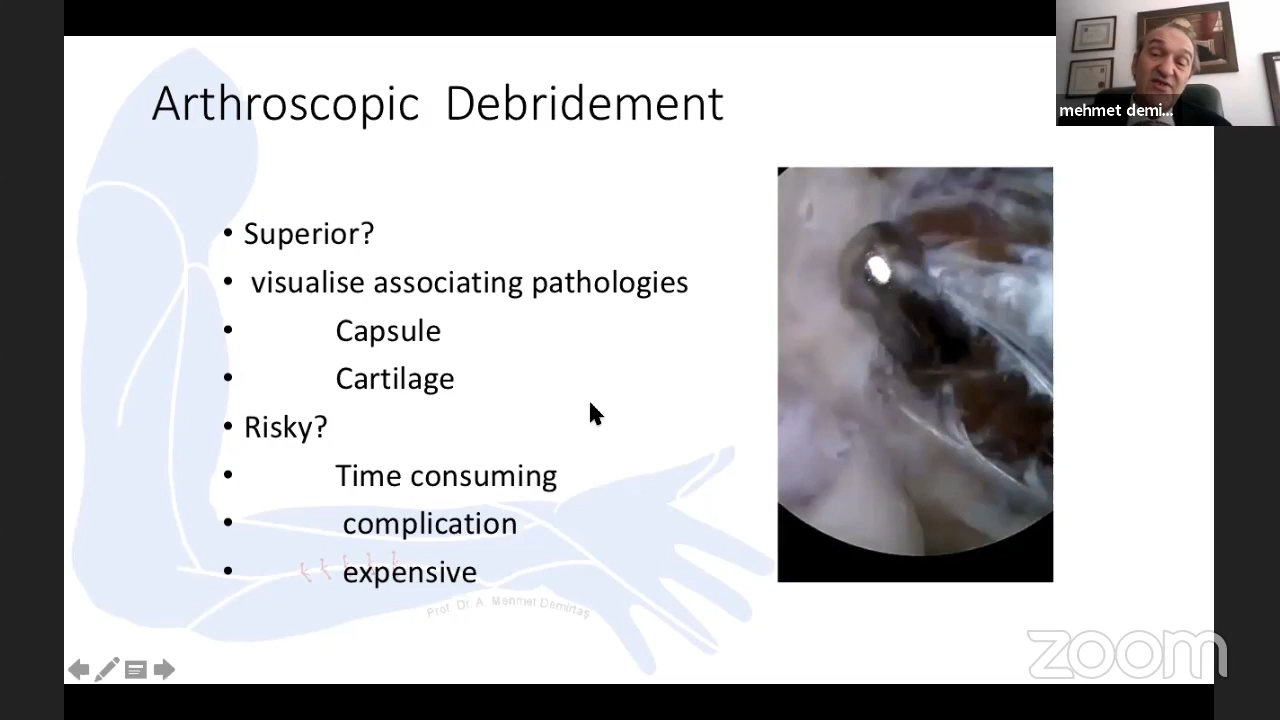 Arthroscopic Debridement
• Superior?
• visualise associating pathologies
• Capsule
• Cartilage
• Risky?
• Time consuming
• complication
• expensive
Prof. Dr. A. Mehmet Demirtaş
mehmet demi...
zoom